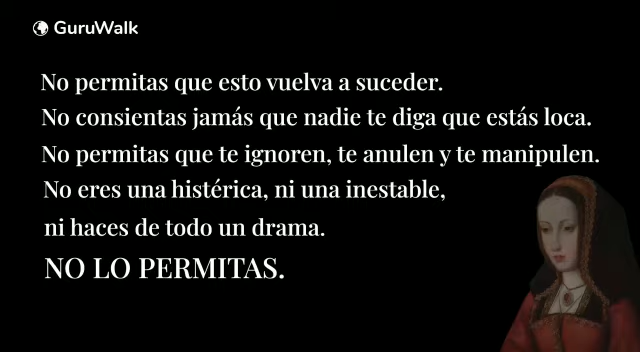 GuruWalk
No permitas que esto vuelva a suceder.
No consientas jamás que nadie te diga que estás loca.
No permitas que te ignoren, te anulen y te manipulen.
No eres una histérica, ni una inestable,
ni haces de todo un drama.
NO LO PERMITAS.